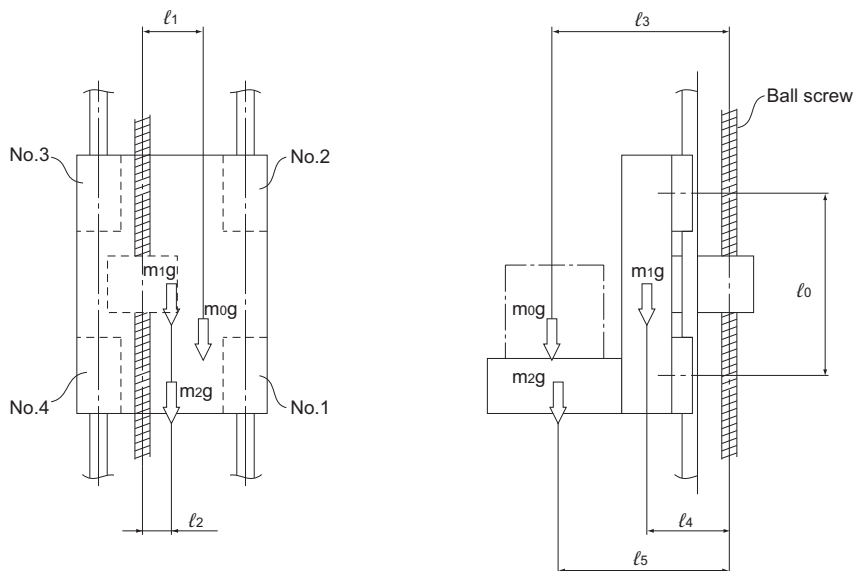 ℓ1
ℓ3
Ball screw
No.3
No.2
m1g
m1g
ℓ0
m0g
m0g
m2g
m2g
No.4
No.1
ℓ2
ℓ4
ℓ5